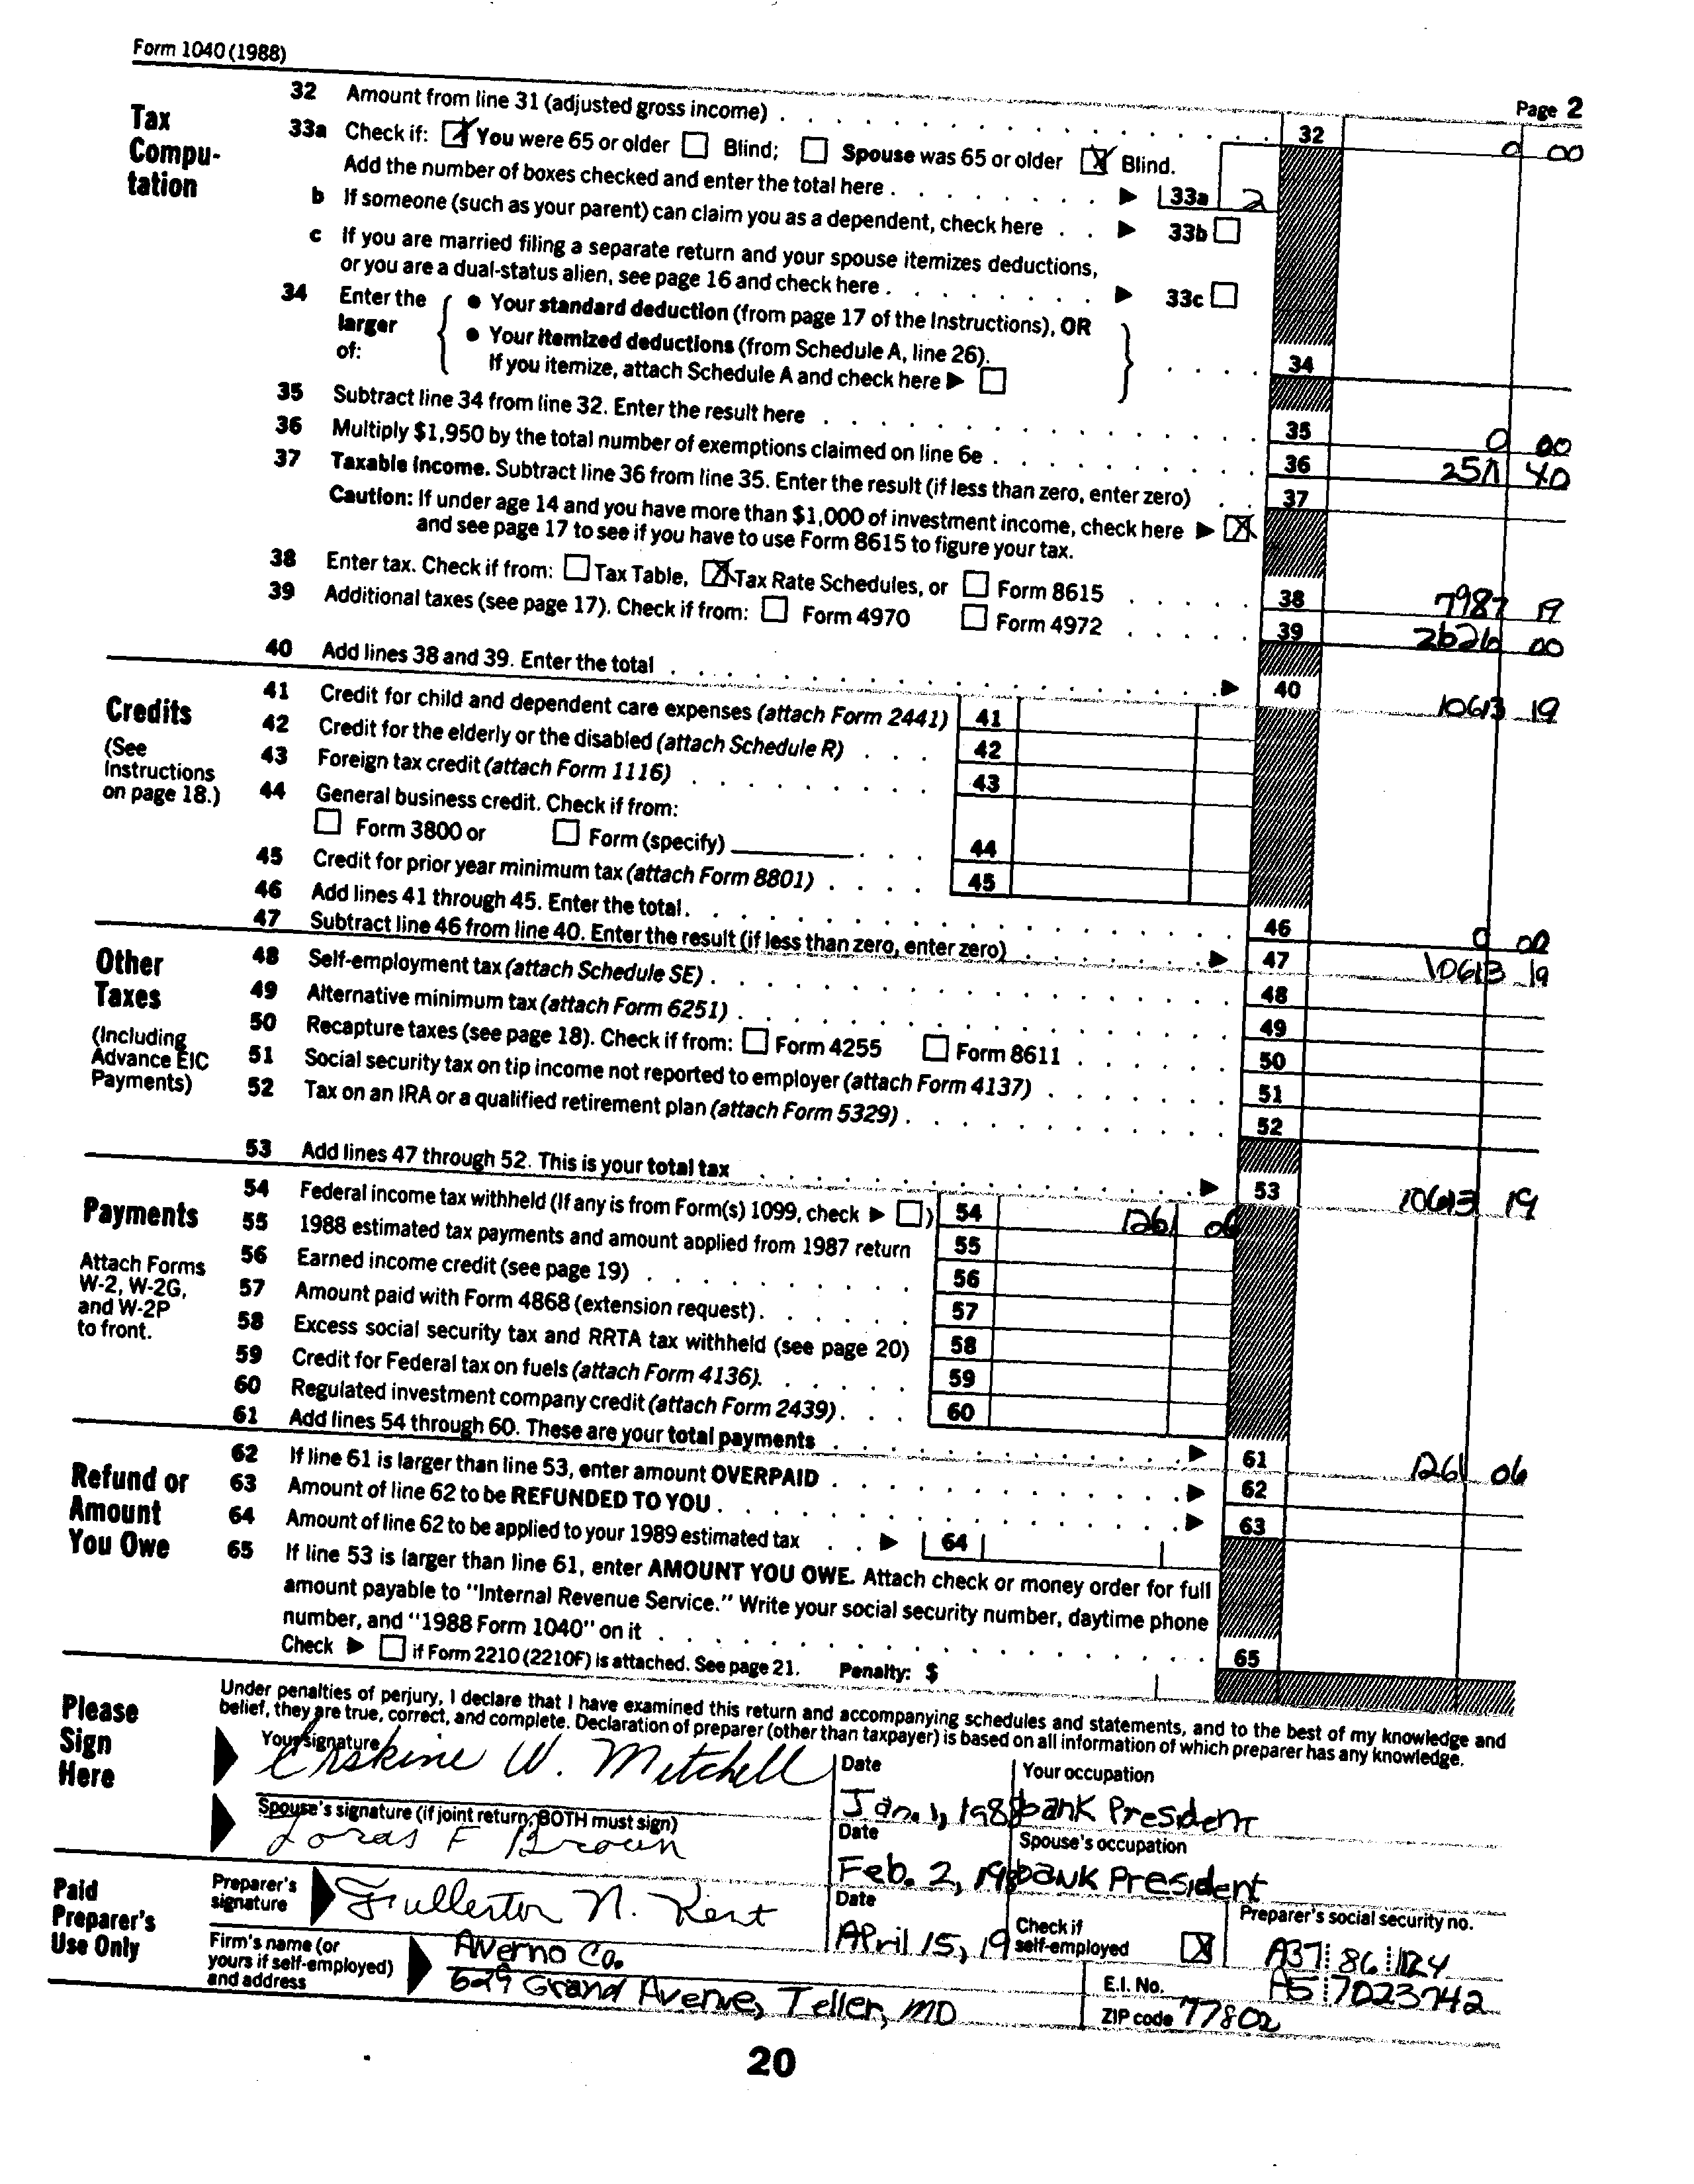 Form 1040 (1988)
Page 2
Tax Compu-tation
32 Amount from line 31 (adjusted gross income) 32 0 00
33a Check if: You were 65 or older Blind; Spouse was 65 or older Blind.
Add the number of boxes checked and enter the total here 33a 2
b If someone (such as your parent) can claim you as a dependent, check here 33b
c If you are married filing a separate return and your spouse itemizes deductions,
or you are a dual-status alien, see page 16 and check here 33c
34 Enter the larger of:
• Your standard deduction (from page 17 of the Instructions), OR
• Your itemized deductions (from Schedule A, line 26).
If you itemize, attach Schedule A and check here 34
35 Subtract line 34 from line 32. Enter the result here 35 0 00
36 Multiply $1,950 by the total number of exemptions claimed on line 6e 36 40
37 Taxable income. Subtract line 36 from line 35. Enter the result (if less than zero, enter zero) 37
Caution: If under age 14 and you have more than $1,000 of investment income, check here
and see page 17 to see if you have to use Form 8615 to figure your tax.
38 Enter tax. Check if from: Tax Table, Tax Rate Schedules, or Form 8615 38 7987 19
39 Additional taxes (see page 17). Check if from: Form 4970 Form 4972 39 2626 00
40 Add lines 38 and 39. Enter the total 40 10613 19
Credits
(See Instructions on page 18.)
41 Credit for child and dependent care expenses (attach Form 2441) 41
42 Credit for the elderly or the disabled (attach Schedule R) 42
43 Foreign tax credit (attach Form 1116) 43
44 General business credit. Check if from:
Form 3800 or Form (specify) 44
45 Credit for prior year minimum tax (attach Form 8801) 45
46 Add lines 41 through 45. Enter the total. 46 0 00
47 Subtract line 46 from line 40. Enter the result (if less than zero, enter zero) 47 10613 19
Other Taxes
(Including Advance EIC Payments)
48 Self-employment tax (attach Schedule SE) 48
49 Alternative minimum tax (attach Form 6251) 49
50 Recapture taxes (see page 18). Check if from: Form 4255 Form 8611 50
51 Social security tax on tip income not reported to employer (attach Form 4137) 51
52 Tax on an IRA or a qualified retirement plan (attach Form 5329) 52
53 Add lines 47 through 52. This is your total tax 53 10613 19
Payments
Attach Forms W-2, W-2G, and W-2P to front.
54 Federal income tax withheld (If any is from Form(s) 1099, check ) 54 1261 06
55 1988 estimated tax payments and amount applied from 1987 return 55
56 Earned income credit (see page 19) 56
57 Amount paid with Form 4868 (extension request) 57
58 Excess social security tax and RRTA tax withheld (see page 20) 58
59 Credit for Federal tax on fuels (attach Form 4136). 59
60 Regulated investment company credit (attach Form 2439) 60
61 Add lines 54 through 60. These are your total payments 61 1261 06
Refund or Amount You Owe
62 If line 61 is larger than line 53, enter amount OVERPAID 62
63 Amount of line 62 to be REFUNDED TO YOU 63
64 Amount of line 62 to be applied to your 1989 estimated tax 64
65 If line 53 is larger than line 61, enter AMOUNT YOU OWE. Attach check or money order for full
amount payable to "Internal Revenue Service." Write your social security number, daytime phone
number, and "1988 Form 1040" on it 65
Check if Form 2210 (2210F) is attached. See page 21. Penalty: $
Please Sign Here
Under penalties of perjury, I declare that I have examined this return and accompanying schedules and statements, and to the best of my knowledge and
belief, they are true, correct, and complete. Declaration of preparer (other than taxpayer) is based on all information of which preparer has any knowledge.
Your signature Date Your occupation
Erskine W. Mitchell Jan. 1, 198 bank President
Spouse's signature (if joint return, BOTH must sign) Date Spouse's occupation
Loras F Brown Feb. 2, 198 bank President
Paid Preparer's Use Only
Preparer's signature Date Check if self-employed Preparer's social security no.
Fullerton N. Kent April 15, 19 A37 86 1124
Firm's name (or yours if self-employed) and address E.I. No. ZIP code
Averno Co. A5 7023742
629 Grand Avenue, Teller, MD 77802
20